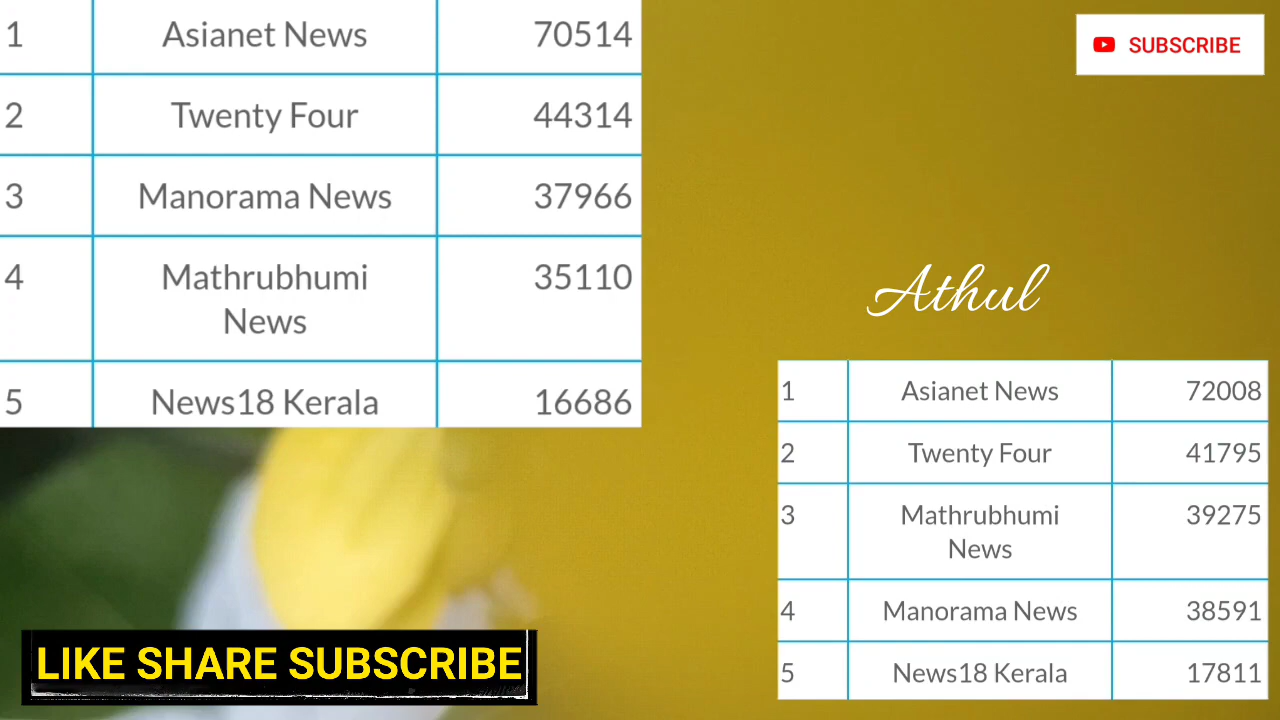 1 Asianet News 70514
2 Twenty Four 44314
3 Manorama News 37966
4 Mathrubhumi 35110
News
5 News18 Kerala 16686
SUBSCRIBE
Athul
1 Asianet News 72008
2 Twenty Four 41795
3 Mathrubhumi 39275
News
4 Manorama News 38591
5 News18 Kerala 17811
LIKE SHARE SUBSCRIBE